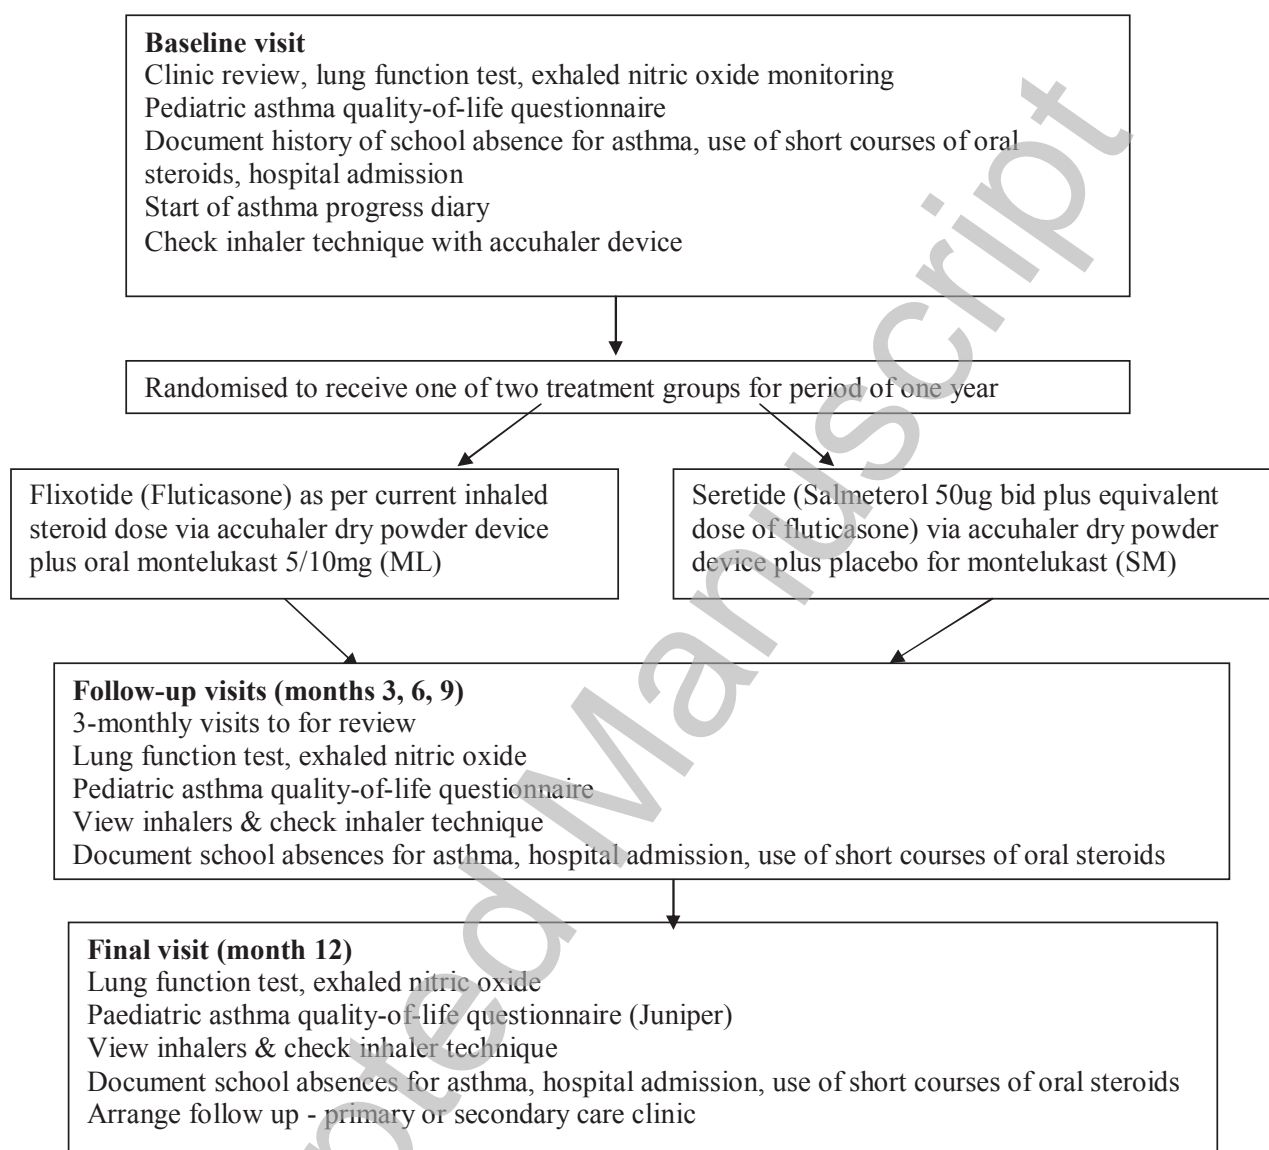 Baseline visit
Clinic review, lung function test, exhaled nitric oxide monitoring
Pediatric asthma quality-of-life questionnaire
Document history of school absence for asthma, use of short courses of oral
steroids, hospital admission
Start of asthma progress diary
Check inhaler technique with accuhaler device
Randomised to receive one of two treatment groups for period of one year
Flixotide (Fluticasone) as per current inhaled
steroid dose via accuhaler dry powder device
plus oral montelukast 5/10mg (ML)
Seretide (Salmeterol 50ug bid plus equivalent
dose of fluticasone) via accuhaler dry powder
device plus placebo for montelukast (SM)
Follow-up visits (months 3, 6, 9)
3-monthly visits to for review
Lung function test, exhaled nitric oxide
Pediatric asthma quality-of-life questionnaire
View inhalers & check inhaler technique
Document school absences for asthma, hospital admission, use of short courses of oral steroids
Final visit (month 12)
Lung function test, exhaled nitric oxide
Paediatric asthma quality-of-life questionnaire (Juniper)
View inhalers & check inhaler technique
Document school absences for asthma, hospital admission, use of short courses of oral steroids
Arrange follow up - primary or secondary care clinic
pted Manuscript